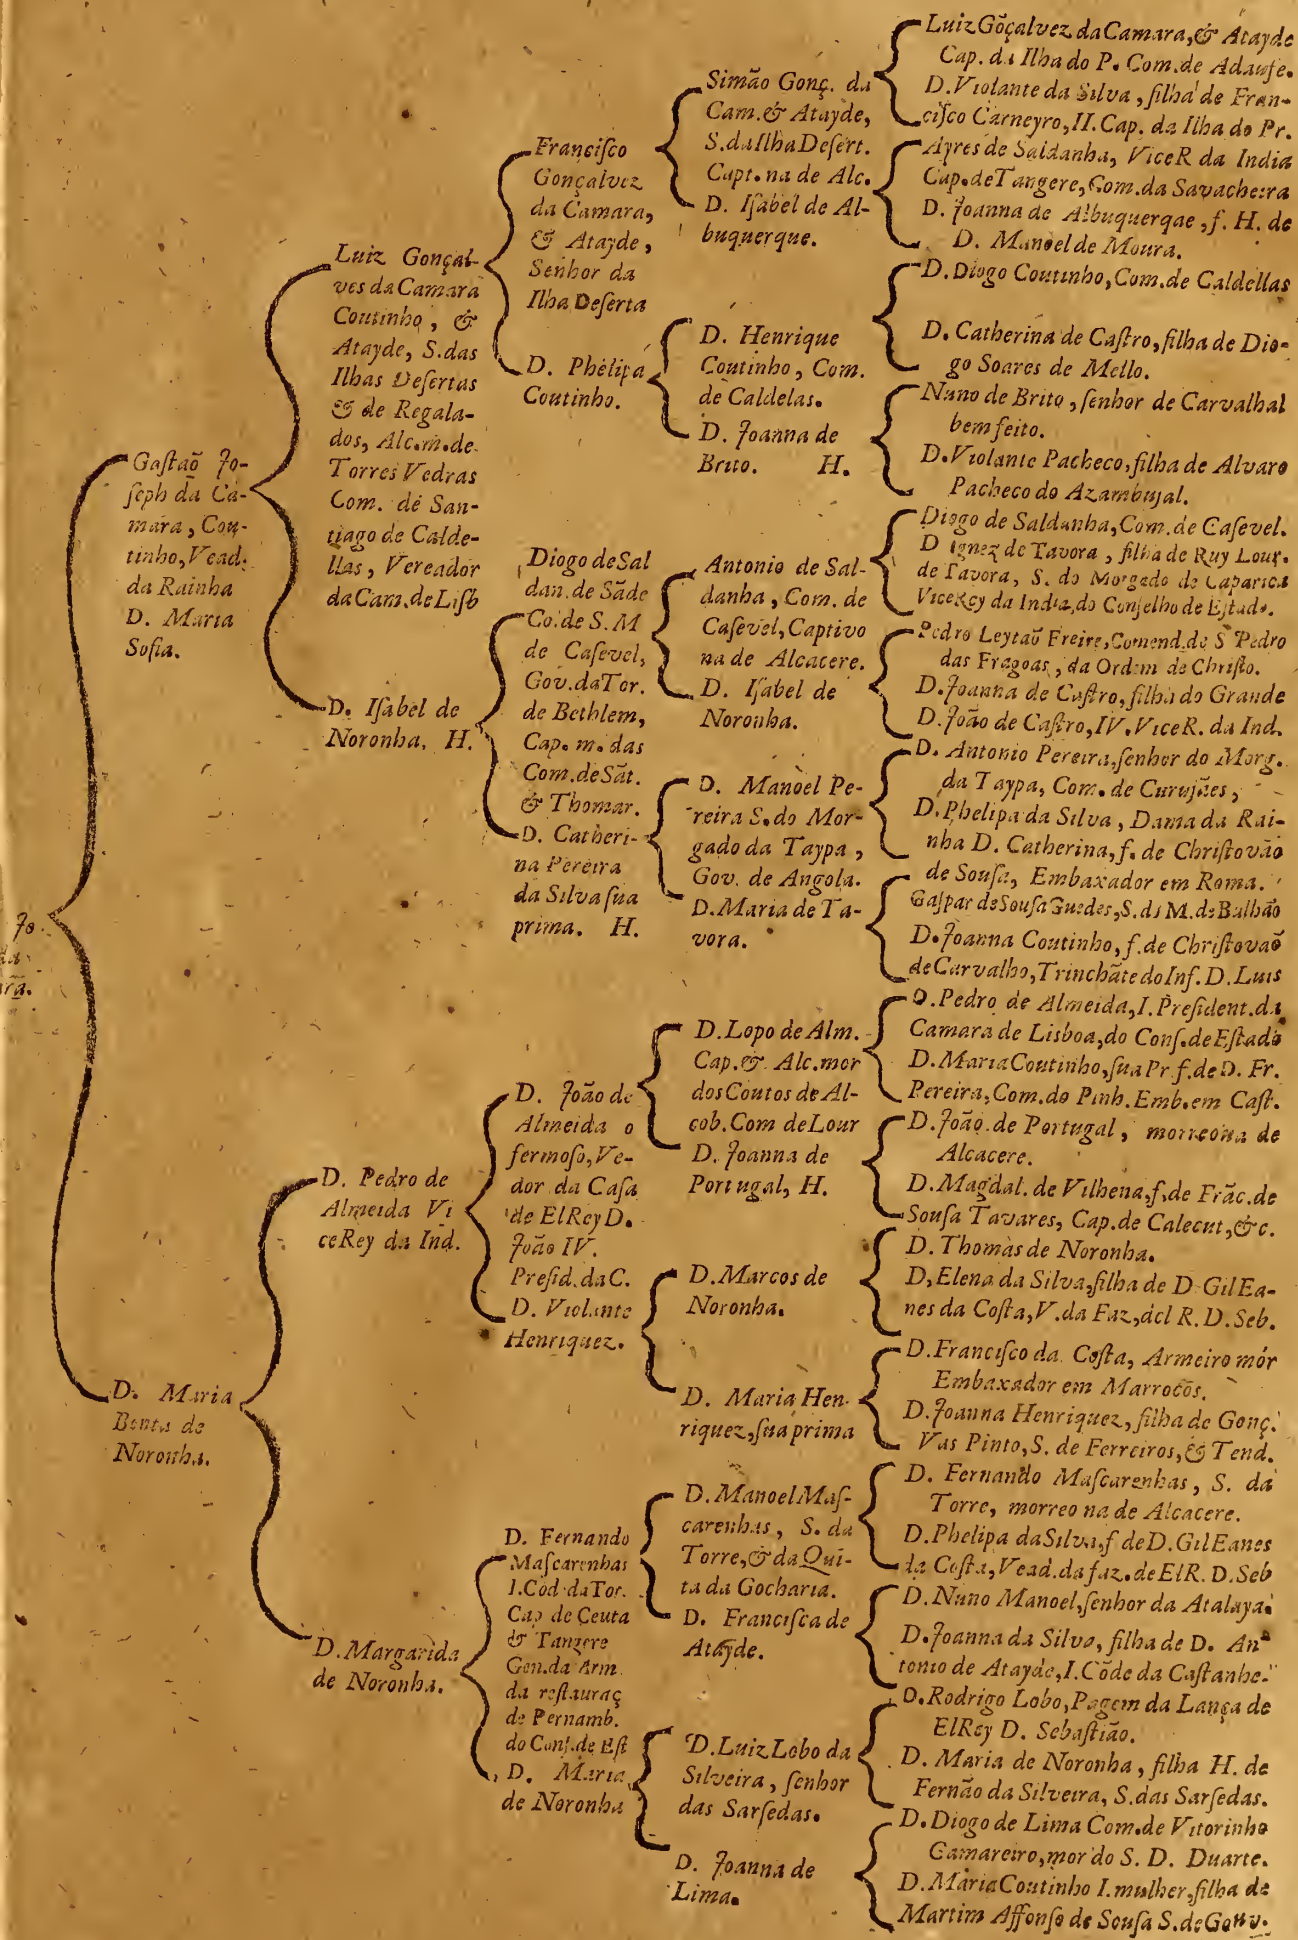 Jo-
Gastaõ Jo-
seph da Ca-
mara, Cou-
tinho, Vead.
da Rainha
D. Maria
Sofia.
D. Maria
Benta de
Noronha.
Luiz Gonçal-
ves da Camara
Coutinho, &
Atayde, S. das
Ilhas Desertas
& de Regala-
dos, Alc. m. de
Torres Vedras
Com. de San-
tiago de Calde-
llas, Vereador
da Cam. de Lisb
D. Isabel de
Noronha. H.
D. Pedro de
Almeida Vi
ceRey da Ind.
D. Margarida
de Noronha.
Francisco
Gonçalvez
da Camara,
& Atayde,
Senhor da
Ilha Deserta
D. Phelipa
Coutinho.
Diogo de Sal
dan. de Sãde
Co. de S. M
de Casevel,
Gov. da Tor.
de Bethlem,
Cap. m. das
Com. de Sãt.
& Thomar.
D. Catheri-
na Pereira
da Silva sua
prima. H.
D. João de
Almeida o
fermoso, Ve-
dor da Casa
de ElRey D.
João IV.
Presid. da C.
D. Violante
Henriquez.
D. Fernando
Mascarenhas
I. Cõd. da Tor.
Cap de Ceuta
& Tangere
Gen. da Arm.
da restauraç
de Pernamb.
do Cons. de Est
D. Maria
de Noronha
Simão Gonç. da
Cam. & Atayde,
S. da Ilha Desert.
Capt. na de Alc.
D. Isabel de Al-
buquerque.
D. Henrique
Coutinho, Com.
de Caldelas.
D. Joanna de
Brito. H.
Antonio de Sal-
danha, Com. de
Casevel, Captivo
na de Alcacere.
D. Isabel de
Noronha.
D. Manoel Pe-
reira S. do Mor-
gado da Taypa,
Gov. de Angola.
D. Maria de Ta-
vora.
D. Lopo de Alm.
Cap. & Alc. mor
dos Coutos de Al-
cob. Com de Lour
D. Joanna de
Portugal, H.
D. Marcos de
Noronha.
D. Maria Hen-
riquez, sua prima
D. Manoel Mas-
carenhas, S. da
Torre, & da Qui-
ta da Gocharia.
D. Francisca de
Atayde.
D. Luiz Lobo da
Silveira, senhor
das Sarsedas.
D. Joanna de
Lima.
Luiz Gõçalvez da Camara, & Atayde
Cap. da Ilha do P. Com. de Adaufe.
D. Violante da Silva, filha de Fran-
cisco Carneyro, II. Cap. da Ilha do Pr.
Ayres de Saldanha, ViceR da India
Cap. de Tangere, Com. da Savacheira
D. Joanna de Albuquerqae, f. H. de
D. Manoel de Moura.
D. Diogo Coutinho, Com. de Caldellas
D. Catherina de Castro, filha de Dio-
go Soares de Mello.
Nuno de Brito, senhor de Carvalhal
bemfeito.
D. Violante Pacheco, filha de Alvaro
Pacheco do Azambujal.
Diogo de Saldanha, Com. de Casevel.
D Ignez de Tavora, filha de Ruy Lour.
de Tavora, S. do Morgado de Caparica
ViceRey da India, do Conselho de Estado.
Pedro Leytaõ Freire, Comend. de S Pedro
das Fragoas, da Ordem de Christo.
D. Joanna de Castro, filha do Grande
D. João de Castro, IV. ViceR. da Ind.
D. Antonio Pereira, senhor do Morg.
da Taypa, Com. de Curujães,
D. Phelipa da Silva, Dama da Rai-
nha D. Catherina, f. de Christovão
de Sousa, Embaxador em Roma.
Gaspar de Sousa Guedes, S. do M. de Bulhão
D. Joanna Coutinho, f. de Christovaõ
de Carvalho, Trinchãte do Inf. D. Luis
D. Pedro de Almeida, I. President. da
Camara de Lisboa, do Cons. de Estado
D. Maria Coutinho, sua Pr f. de D. Fr.
Pereira, Com. do Pinh. Emb. em Cast.
D. João de Portugal, morreo na de
Alcacere.
D. Magdal. de Vilhena, f. de Frãc. de
Sousa Tavares, Cap. de Calecut, &c.
D. Thomas de Noronha.
D, Elena da Silva, filha de D Gil Ea-
nes da Costa, V. da Faz, del R. D. Seb.
D. Francisco da Costa, Armeiro mór
Embaxador em Marrocos.
D. Joanna Henriquez, filha de Gonç.
Vas Pinto, S. de Ferreiros, & Tend.
D. Fernando Mascarenhas, S. da
Torre, morreo na de Alcacere.
D. Phelipa da Silva, f de D. Gil Eanes
da Costa, Vead. da faz. de ElR. D. Seb
D. Nuno Manoel, senhor da Atalaya.
D. Joanna da Silva, filha de D. An-
tonio de Atayde, I. Cõde da Castanhe.
D. Rodrigo Lobo, Pagem da Lança de
ElRey D. Sebastião.
D. Maria de Noronha, filha H. de
Fernão da Silveira, S. das Sarsedas.
D. Diogo de Lima Com. de Vitorinho
Camareiro, mor do S. D. Duarte.
D. Maria Coutinho I. mulher, filha de
Martim Affonso de Sousa S. de Gouv.